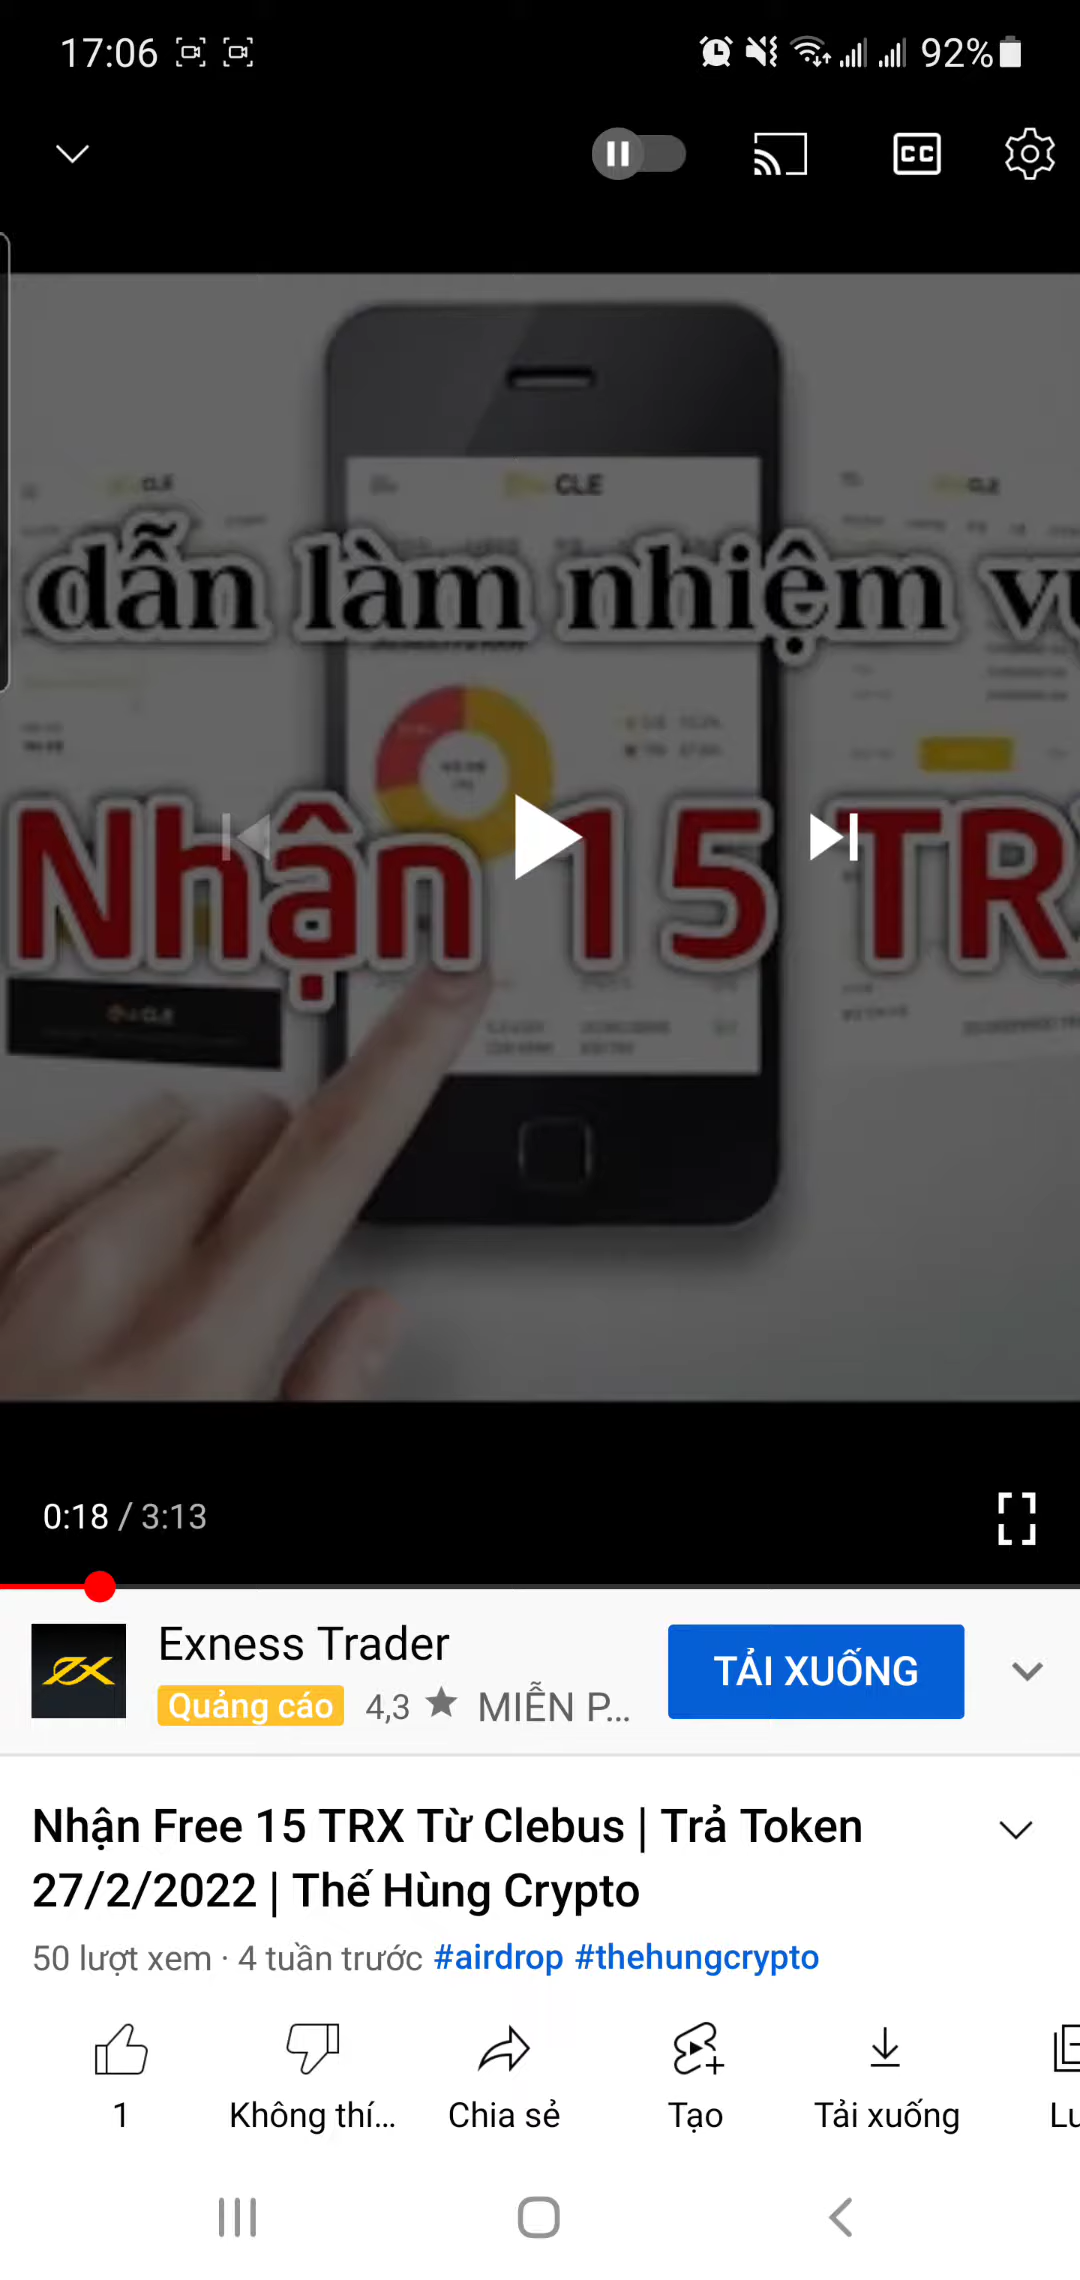 17:06
92%
CC
CLE
dẫn làm nhiệm vụ
Nhận 15 TR
0:18 / 3:13
Exness Trader
TẢI XUỐNG
Quảng cáo 4,3 ★ MIỄN P...
Nhận Free 15 TRX Từ Clebus | Trả Token
27/2/2022 | Thế Hùng Crypto
50 lượt xem · 4 tuần trước #airdrop #thehungcrypto
1
Không thí...
Chia sẻ
Tạo
Tải xuống